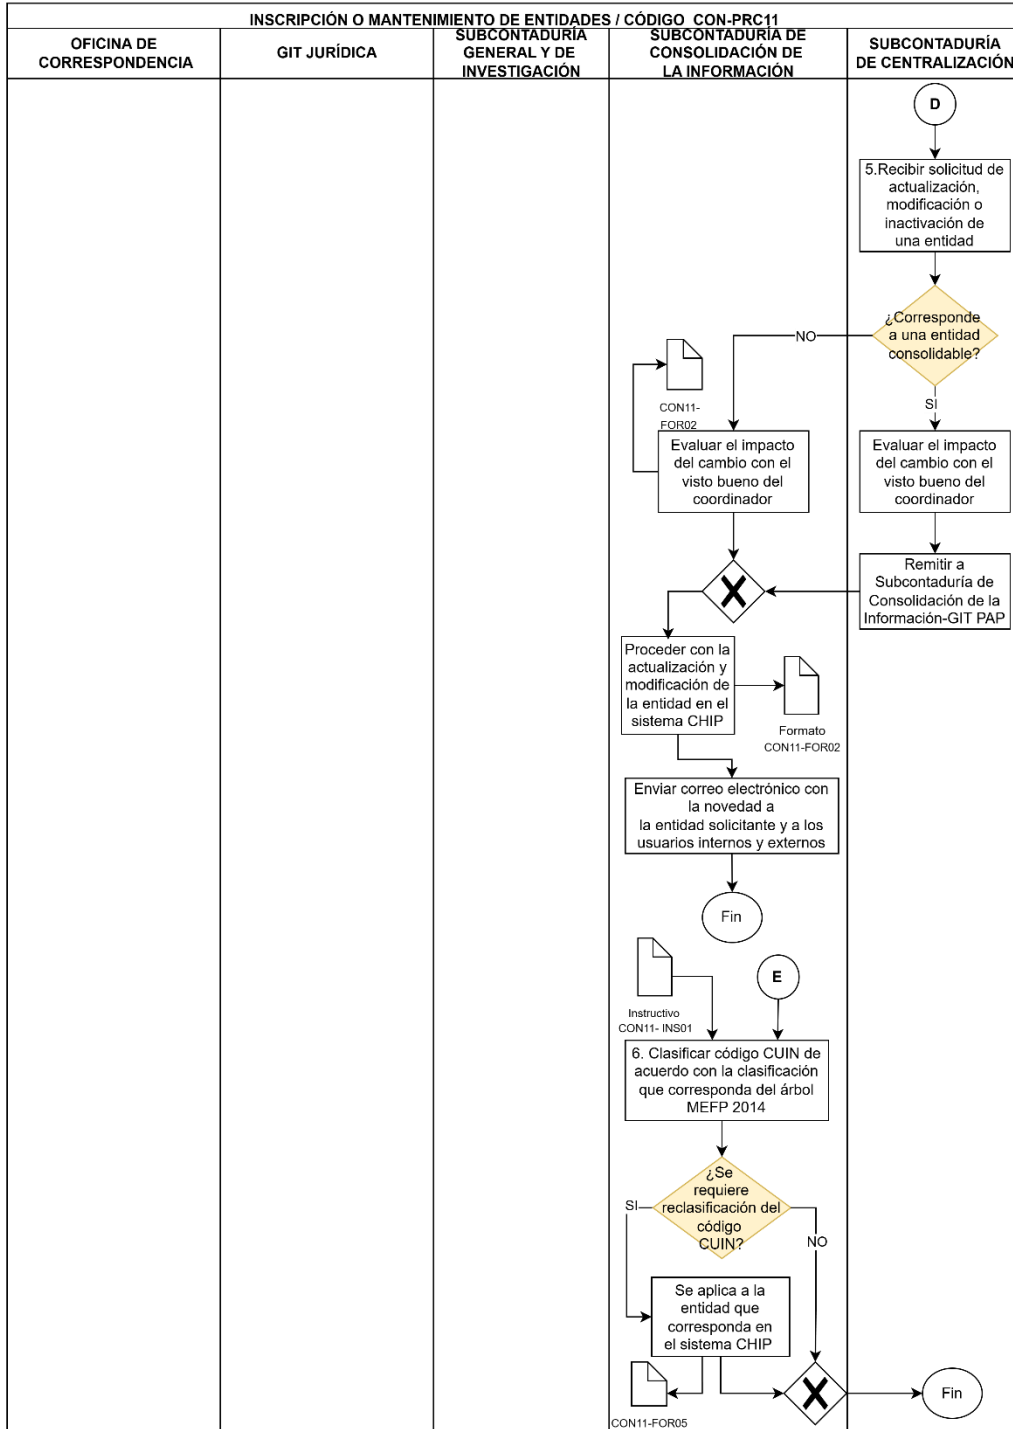 INSCRIPCIÓN O MANTENIMIENTO DE ENTIDADES / CÓDIGO CON-PRC11
OFICINA DE
CORRESPONDENCIA
GIT JURÍDICA
SUBCONTADURÍA
GENERAL Y DE
INVESTIGACIÓN
SUBCONTADURÍA DE
CONSOLIDACIÓN DE
LA INFORMACIÓN
SUBCONTADURÍA
DE CENTRALIZACIÓN
D
5.Recibir solicitud de
actualización,
modificación o
inactivación de
una entidad
¿Corresponde
a una entidad
consolidable?
NO
SI
CON11-
FOR02
Evaluar el impacto
del cambio con el
visto bueno del
coordinador
Evaluar el impacto
del cambio con el
visto bueno del
coordinador
Remitir a
Subcontaduría de
Consolidación de la
Información-GIT PAP
X
Proceder con la
actualización y
modificación de
la entidad en el
sistema CHIP
Formato
CON11-FOR02
Enviar correo electrónico con
la novedad a
la entidad solicitante y a los
usuarios internos y externos
Fin
Instructivo
CON11- INS01
E
6. Clasificar código CUIN de
acuerdo con la clasificación
que corresponda del árbol
MEFP 2014
¿Se
requiere
reclasificación del
código
CUIN?
SI
NO
Se aplica a la
entidad que
corresponda en
el sistema CHIP
CON11-FOR05
X
Fin